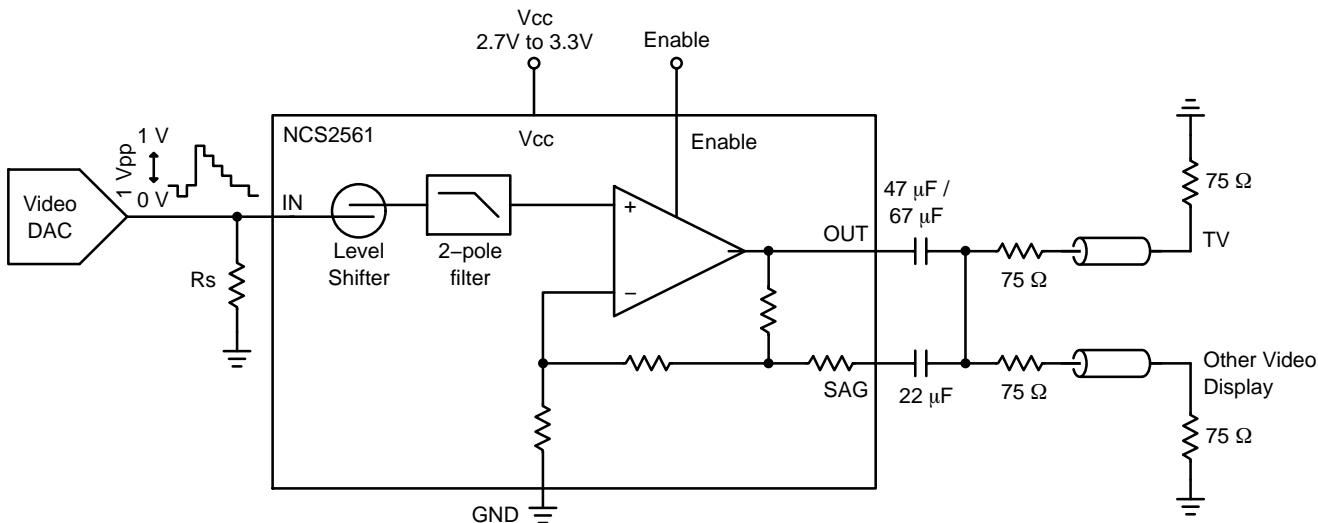 Vcc
2.7V to 3.3V
Enable
NCS2561
Vcc
Enable
1 Vpp
1 V
0 V
Video
DAC
IN
Rs
Level
Shifter
2−pole
filter
+
−
OUT
SAG
GND
47 μF /
67 μF
22 μF
75 Ω
75 Ω
TV
75 Ω
Other Video
Display
75 Ω